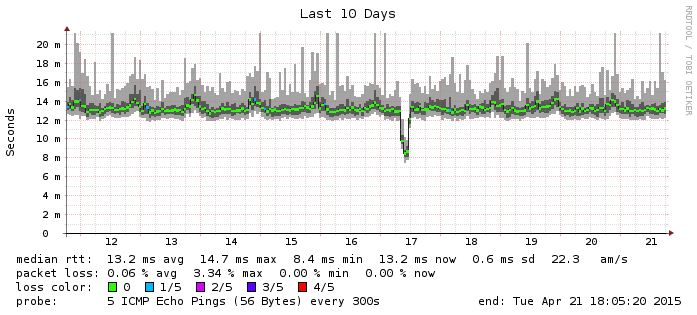 Last 10 Days
RRDTOOL / TOBI OETIKER
Seconds
20 m
18 m
16 m
14 m
12 m
10 m
8 m
6 m
4 m
2 m
0
12 13 14 15 16 17 18 19 20 21
median rtt: 13.2 ms avg 14.7 ms max 8.4 ms min 13.2 ms now 0.6 ms sd 22.3 am/s
packet loss: 0.06 % avg 3.34 % max 0.00 % min 0.00 % now
loss color: 0 1/5 2/5 3/5 4/5
probe: 5 ICMP Echo Pings (56 Bytes) every 300s end: Tue Apr 21 18:05:20 2015